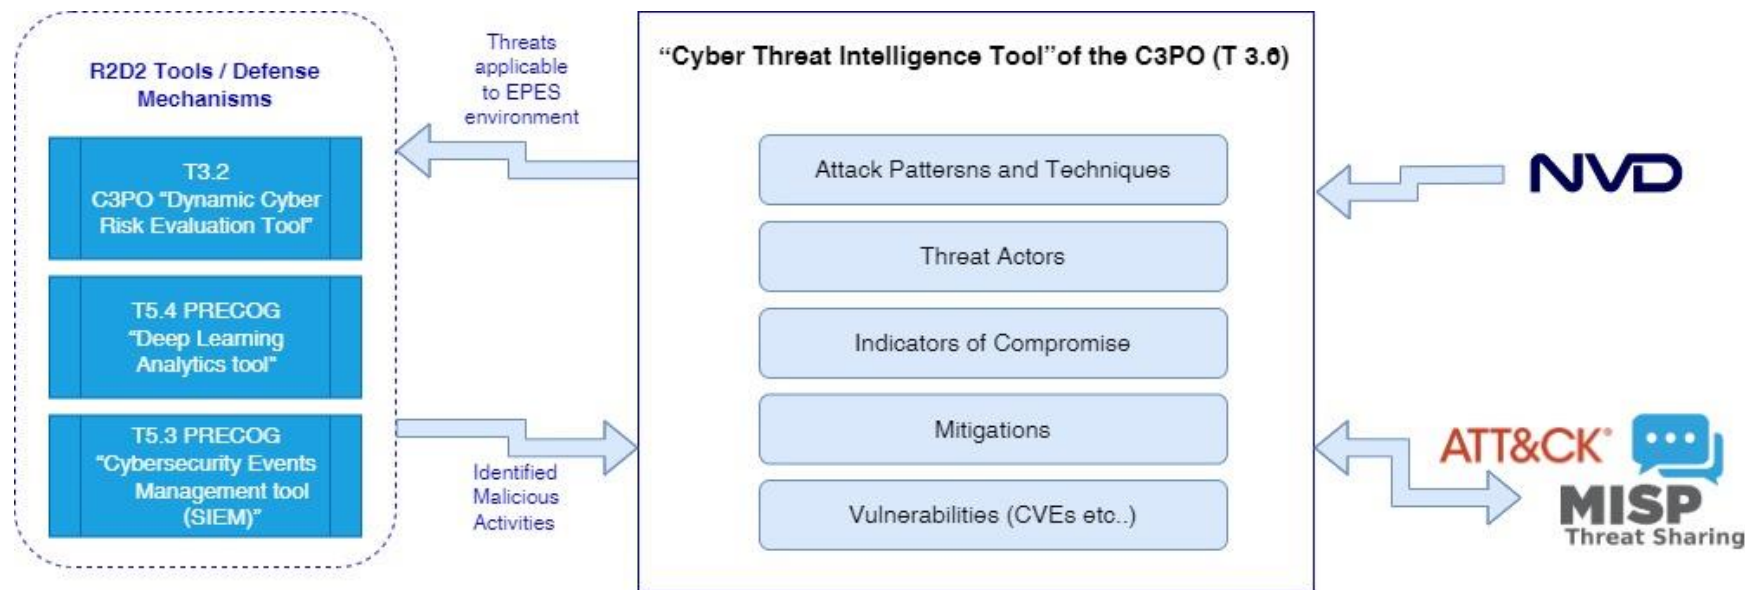 R2D2 Tools / Defense
Mechanisms
T3.2
C3PO “Dynamic Cyber
Risk Evaluation Tool”
T5.4 PRECOG
“Deep Learning
Analytics tool"
T5.3 PRECOG
“Cybersecurity Events
Management tool
(SIEM)”
Threats
applicable
to EPES
environment
Identified
Malicious
Activities
“Cyber Threat Intelligence Tool”of the C3PO (T 3.6)
Attack Pattersns and Techniques
Threat Actors
Indicators of Compromise
Mitigations
Vulnerabilities (CVEs etc..)
NVD
ATT&CK®
MISP
Threat Sharing